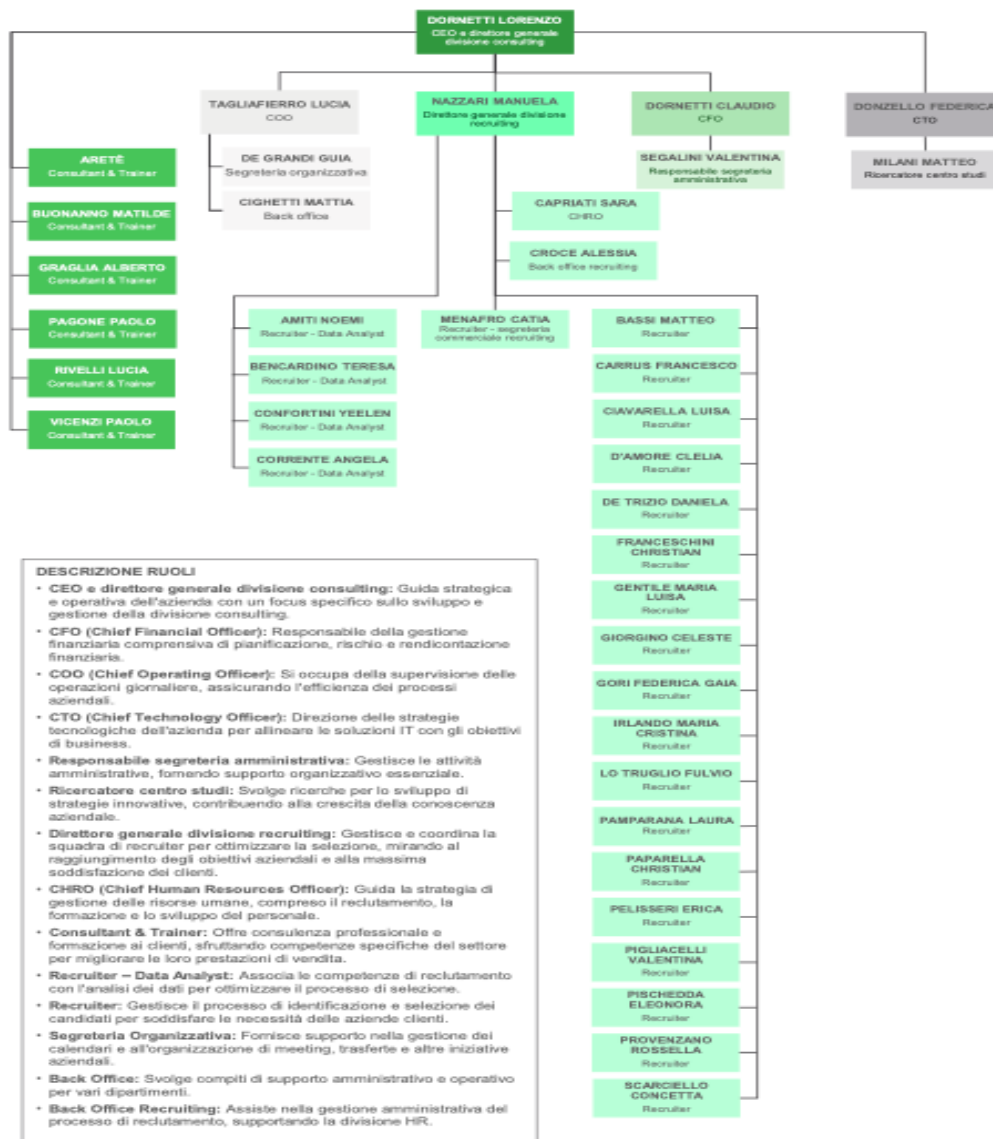 DORNETTI LORENZO
CEO e direttore generale
divisione consulting
TAGLIAFIERRO LUCIA
COO
NAZZARI MANUELA
Direttore generale divisione
recruiting
DORNETTI CLAUDIO
CFO
DONZELLO FEDERICA
CTO
DE GRANDI GUIA
Segreteria organizzativa
CIGHETTI MATTIA
Back office
SEGALINI VALENTINA
Responsabile segreteria
amministrativa
MILANI MATTEO
Ricercatore centro studi
CAPRIATI SARA
CHRO
CROCE ALESSIA
Back office recruiting
ARETÈ
Consultant & Trainer
BUONANNO MATILDE
Consultant & Trainer
GRAGLIA ALBERTO
Consultant & Trainer
PAGONE PAOLO
Consultant & Trainer
RIVELLI LUCIA
Consultant & Trainer
VICENZI PAOLO
Consultant & Trainer
AMITI NOEMI
Recruiter - Data Analyst
BENCARDINO TERESA
Recruiter - Data Analyst
CONFORTINI YEELEN
Recruiter - Data Analyst
CORRENTE ANGELA
Recruiter - Data Analyst
MENAFRO CATIA
Recruiter - segreteria
commerciale recruiting
BASSI MATTEO
Recruiter
CARRUS FRANCESCO
Recruiter
CIAVARELLA LUISA
Recruiter
D'AMORE CLELIA
Recruiter
DE TRIZIO DANIELA
Recruiter
FRANCESCHINI
CHRISTIAN
Recruiter
GENTILE MARIA
LUISA
Recruiter
GIORGINO CELESTE
Recruiter
GORI FEDERICA GAIA
Recruiter
IRLANDO MARIA
CRISTINA
Recruiter
LO TRUGLIO FULVIO
Recruiter
PAMPARANA LAURA
Recruiter
PAPARELLA
CHRISTIAN
Recruiter
PELISSERI ERICA
Recruiter
PIGLIACELLI
VALENTINA
Recruiter
PISCHEDDA
ELEONORA
Recruiter
PROVENZANO
ROSSELLA
Recruiter
SCARCIELLO
CONCETTA
Recruiter
DESCRIZIONE RUOLI
• CEO e direttore generale divisione consulting: Guida strategica
e operativa dell'azienda con un focus specifico sullo sviluppo e
gestione della divisione consulting.
• CFO (Chief Financial Officer): Responsabile della gestione
finanziaria comprensiva di pianificazione, rischio e rendicontazione
finanziaria.
• COO (Chief Operating Officer): Si occupa della supervisione delle
operazioni giornaliere, assicurando l'efficienza dei processi
aziendali.
• CTO (Chief Technology Officer): Direzione delle strategie
tecnologiche dell'azienda per allineare le soluzioni IT con gli obiettivi
di business.
• Responsabile segreteria amministrativa: Gestisce le attività
amministrative, fornendo supporto organizzativo essenziale.
• Ricercatore centro studi: Svolge ricerche per lo sviluppo di
strategie innovative, contribuendo alla crescita della conoscenza
aziendale.
• Direttore generale divisione recruiting: Gestisce e coordina la
squadra di recruiter per ottimizzare la selezione, mirando al
raggiungimento degli obiettivi aziendali e alla massima
soddisfazione dei clienti.
• CHRO (Chief Human Resources Officer): Guida la strategia di
gestione delle risorse umane, compreso il reclutamento, la
formazione e lo sviluppo del personale.
• Consultant & Trainer: Offre consulenza professionale e
formazione ai clienti, sfruttando competenze specifiche del settore
per migliorare le loro prestazioni di vendita.
• Recruiter – Data Analyst: Associa le competenze di reclutamento
con l'analisi dei dati per ottimizzare il processo di selezione.
• Recruiter: Gestisce il processo di identificazione e selezione dei
candidati per soddisfare le necessità delle aziende clienti.
• Segreteria Organizzativa: Fornisce supporto nella gestione dei
calendari e all'organizzazione di meeting, trasferte e altre iniziative
aziendali.
• Back Office: Svolge compiti di supporto amministrativo e operativo
per vari dipartimenti.
• Back Office Recruiting: Assiste nella gestione amministrativa del
processo di reclutamento, supportando la divisione HR.